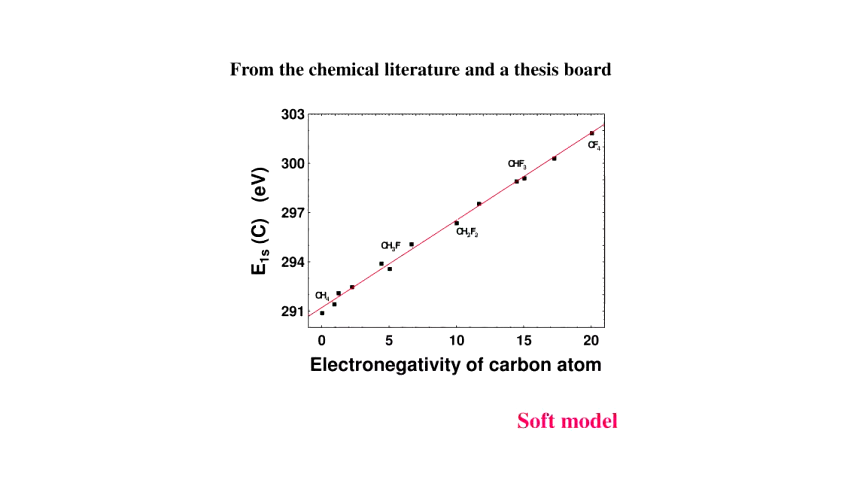 From the chemical literature and a thesis board
303
300
297
294
291
E1s (C) (eV)
CH4
CH3F
CH2F2
CHF3
CF4
0 5 10 15 20
Electronegativity of carbon atom
Soft model